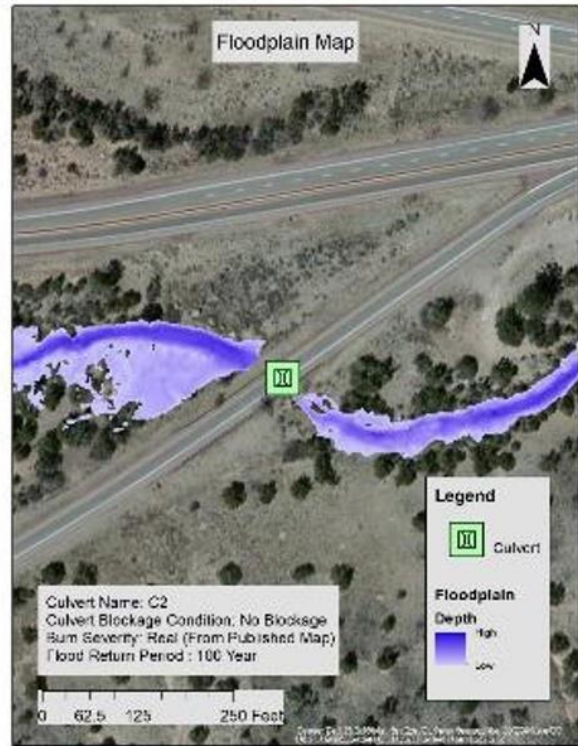 Floodplain Map
N
Legend
Culvert
Floodplain
Depth
High
Low
Culvert Name: C2
Culvert Blockage Condition: No Blockage
Burn Severity: Real (From Published Map)
Flood Return Period : 100 Year
0 62.5 125 250 Feet